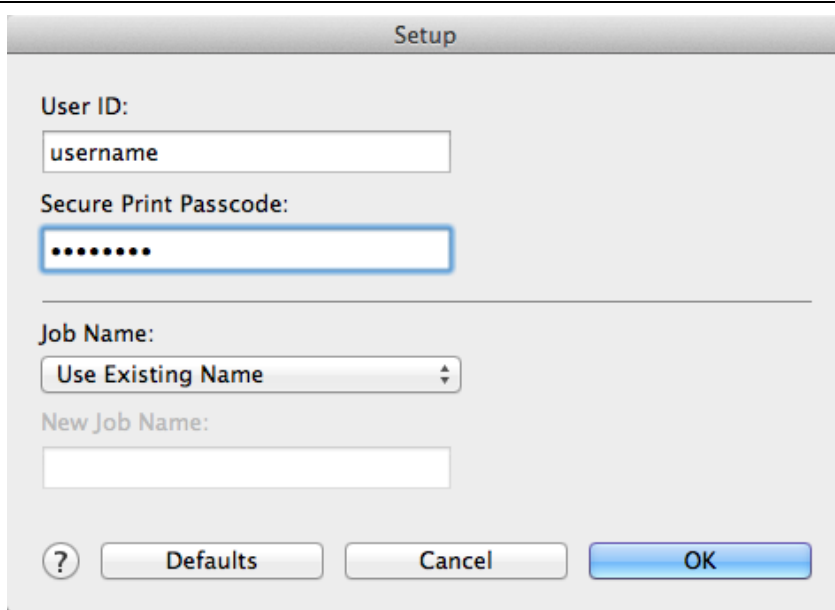 Setup
User ID:
username
Secure Print Passcode:
••••••••
Job Name:
Use Existing Name
New Job Name:
?
Defaults
Cancel
OK